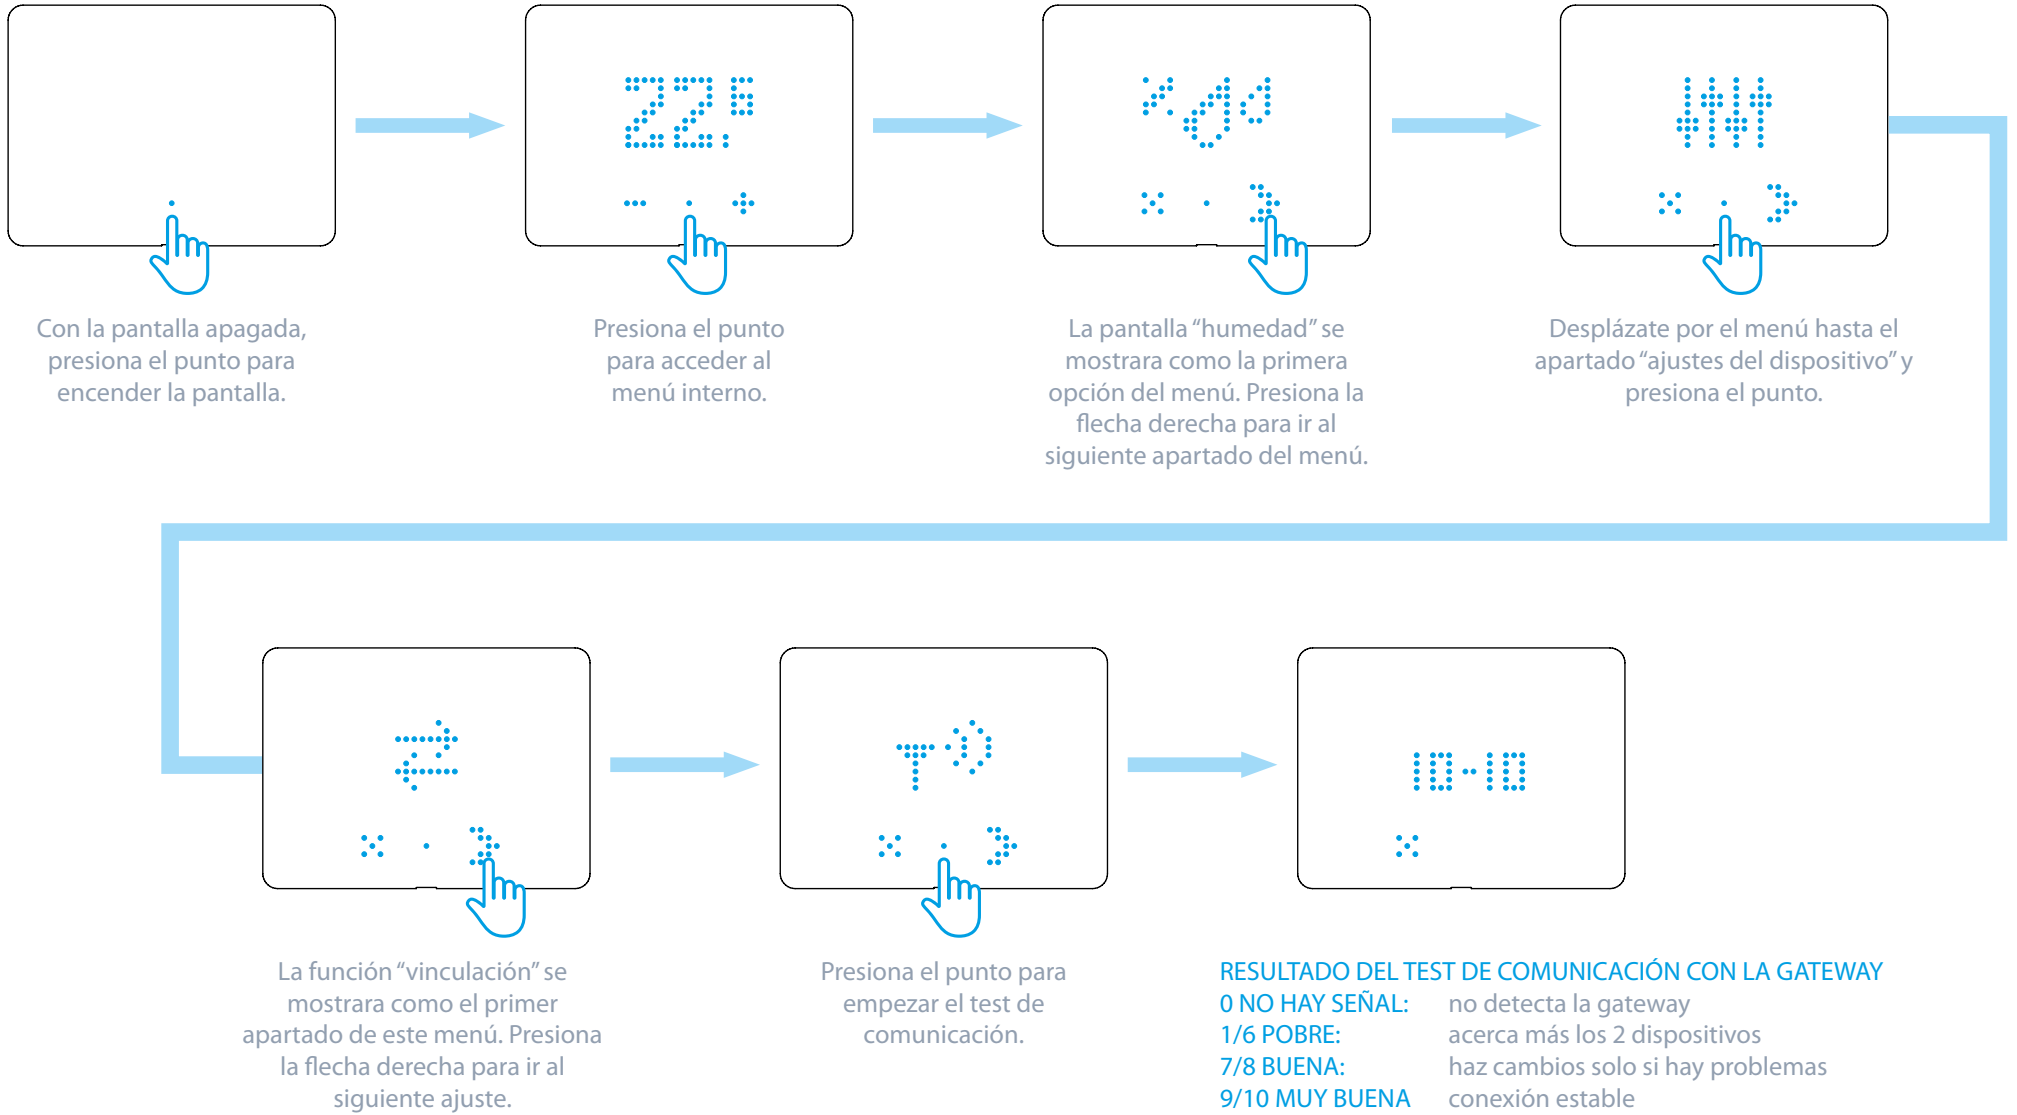 22.6
Con la pantalla apagada,
presiona el punto para
encender la pantalla.
Presiona el punto
para acceder al
menú interno.
La pantalla “humedad” se
mostrara como la primera
opción del menú. Presiona la
flecha derecha para ir al
siguiente apartado del menú.
Desplázate por el menú hasta el
apartado “ajustes del dispositivo” y
presiona el punto.
10-10
La función “vinculación” se
mostrara como el primer
apartado de este menú. Presiona
la flecha derecha para ir al
siguiente ajuste.
Presiona el punto para
empezar el test de
comunicación.
RESULTADO DEL TEST DE COMUNICACIÓN CON LA GATEWAY
0 NO HAY SEÑAL: no detecta la gateway
1/6 POBRE: acerca más los 2 dispositivos
7/8 BUENA: haz cambios solo si hay problemas
9/10 MUY BUENA conexión estable